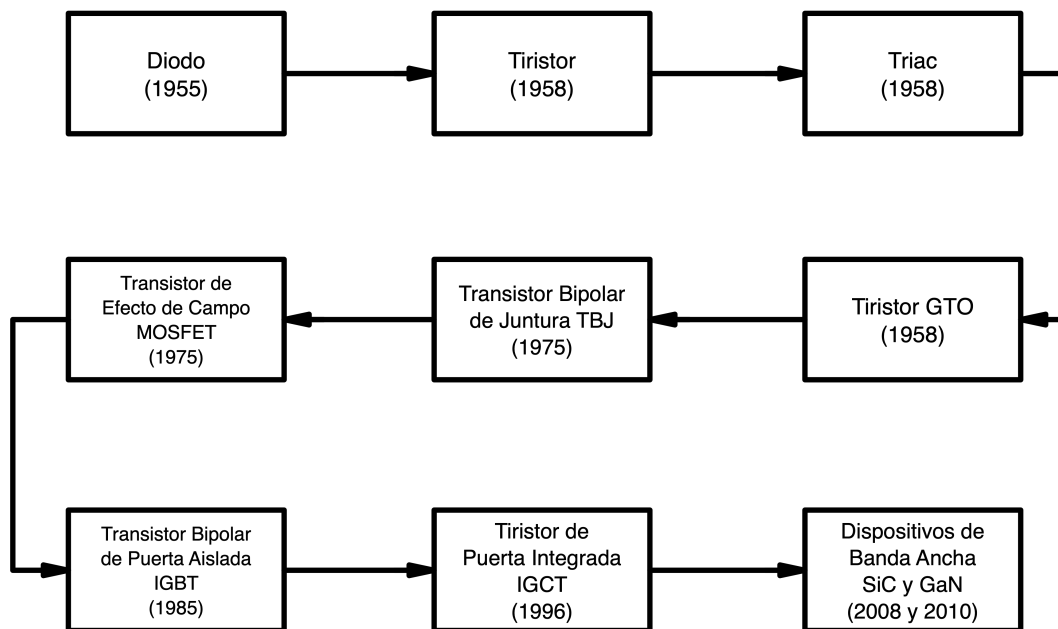 Diodo
(1955)
Tiristor
(1958)
Triac
(1958)
Transistor de
Efecto de Campo
MOSFET
(1975)
Transistor Bipolar
de Juntura TBJ
(1975)
Tiristor GTO
(1958)
Transistor Bipolar
de Puerta Aislada
IGBT
(1985)
Tiristor de
Puerta Integrada
IGCT
(1996)
Dispositivos de
Banda Ancha
SiC y GaN
(2008 y 2010)